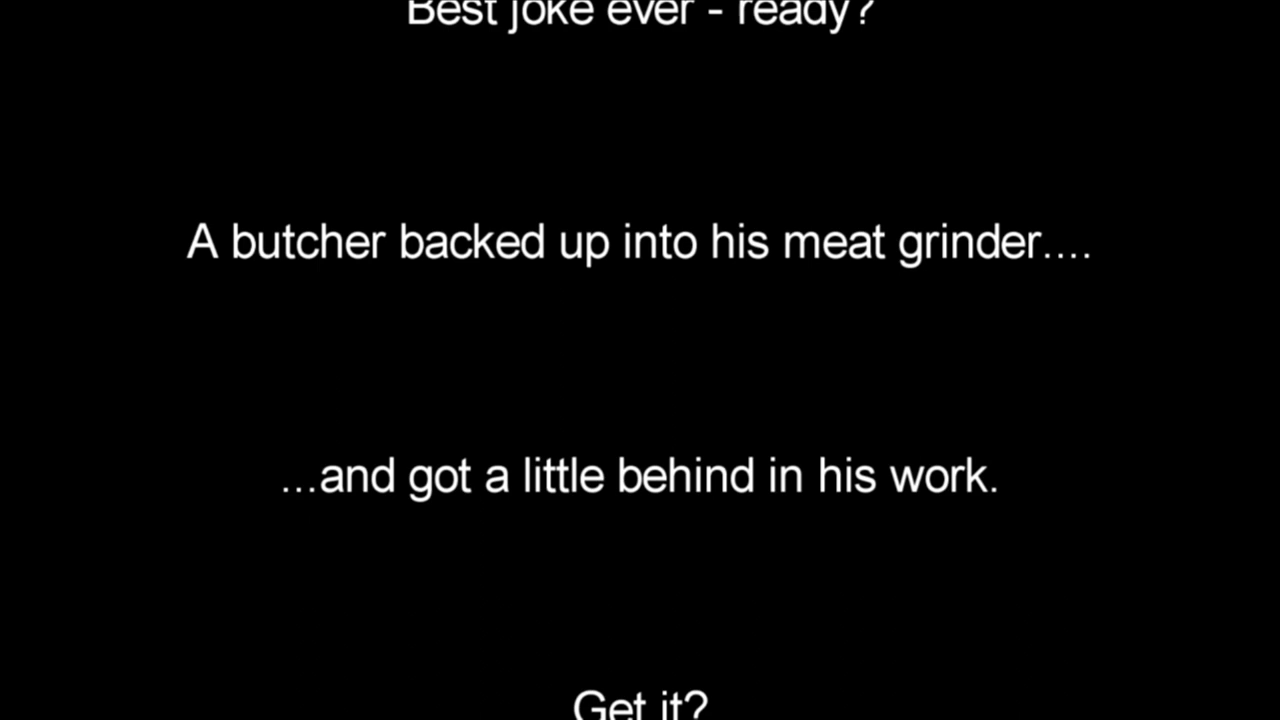 Best joke ever - ready?
A butcher backed up into his meat grinder....
...and got a little behind in his work.
Get it?